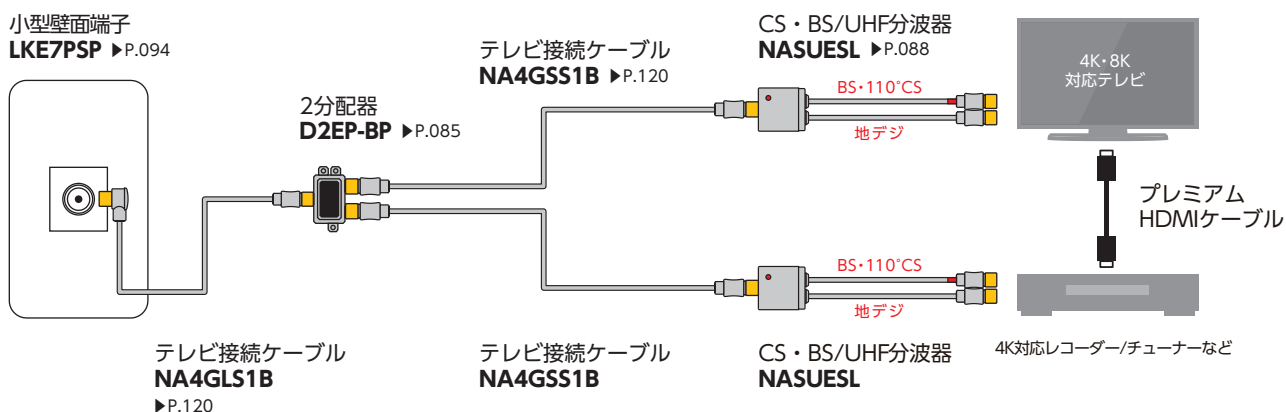 小型壁面端子
LKE7PSP ▶P.094
2分配器
D2EP-BP ▶P.085
テレビ接続ケーブル
NA4GSS1B ▶P.120
CS・BS/UHF分波器
NASUESL ▶P.088
BS・110°CS
地デジ
4K・8K
対応テレビ
プレミアム
HDMIケーブル
BS・110°CS
地デジ
テレビ接続ケーブル
NA4GLS1B
▶P.120
テレビ接続ケーブル
NA4GSS1B
CS・BS/UHF分波器
NASUESL
4K対応レコーダー/チューナーなど